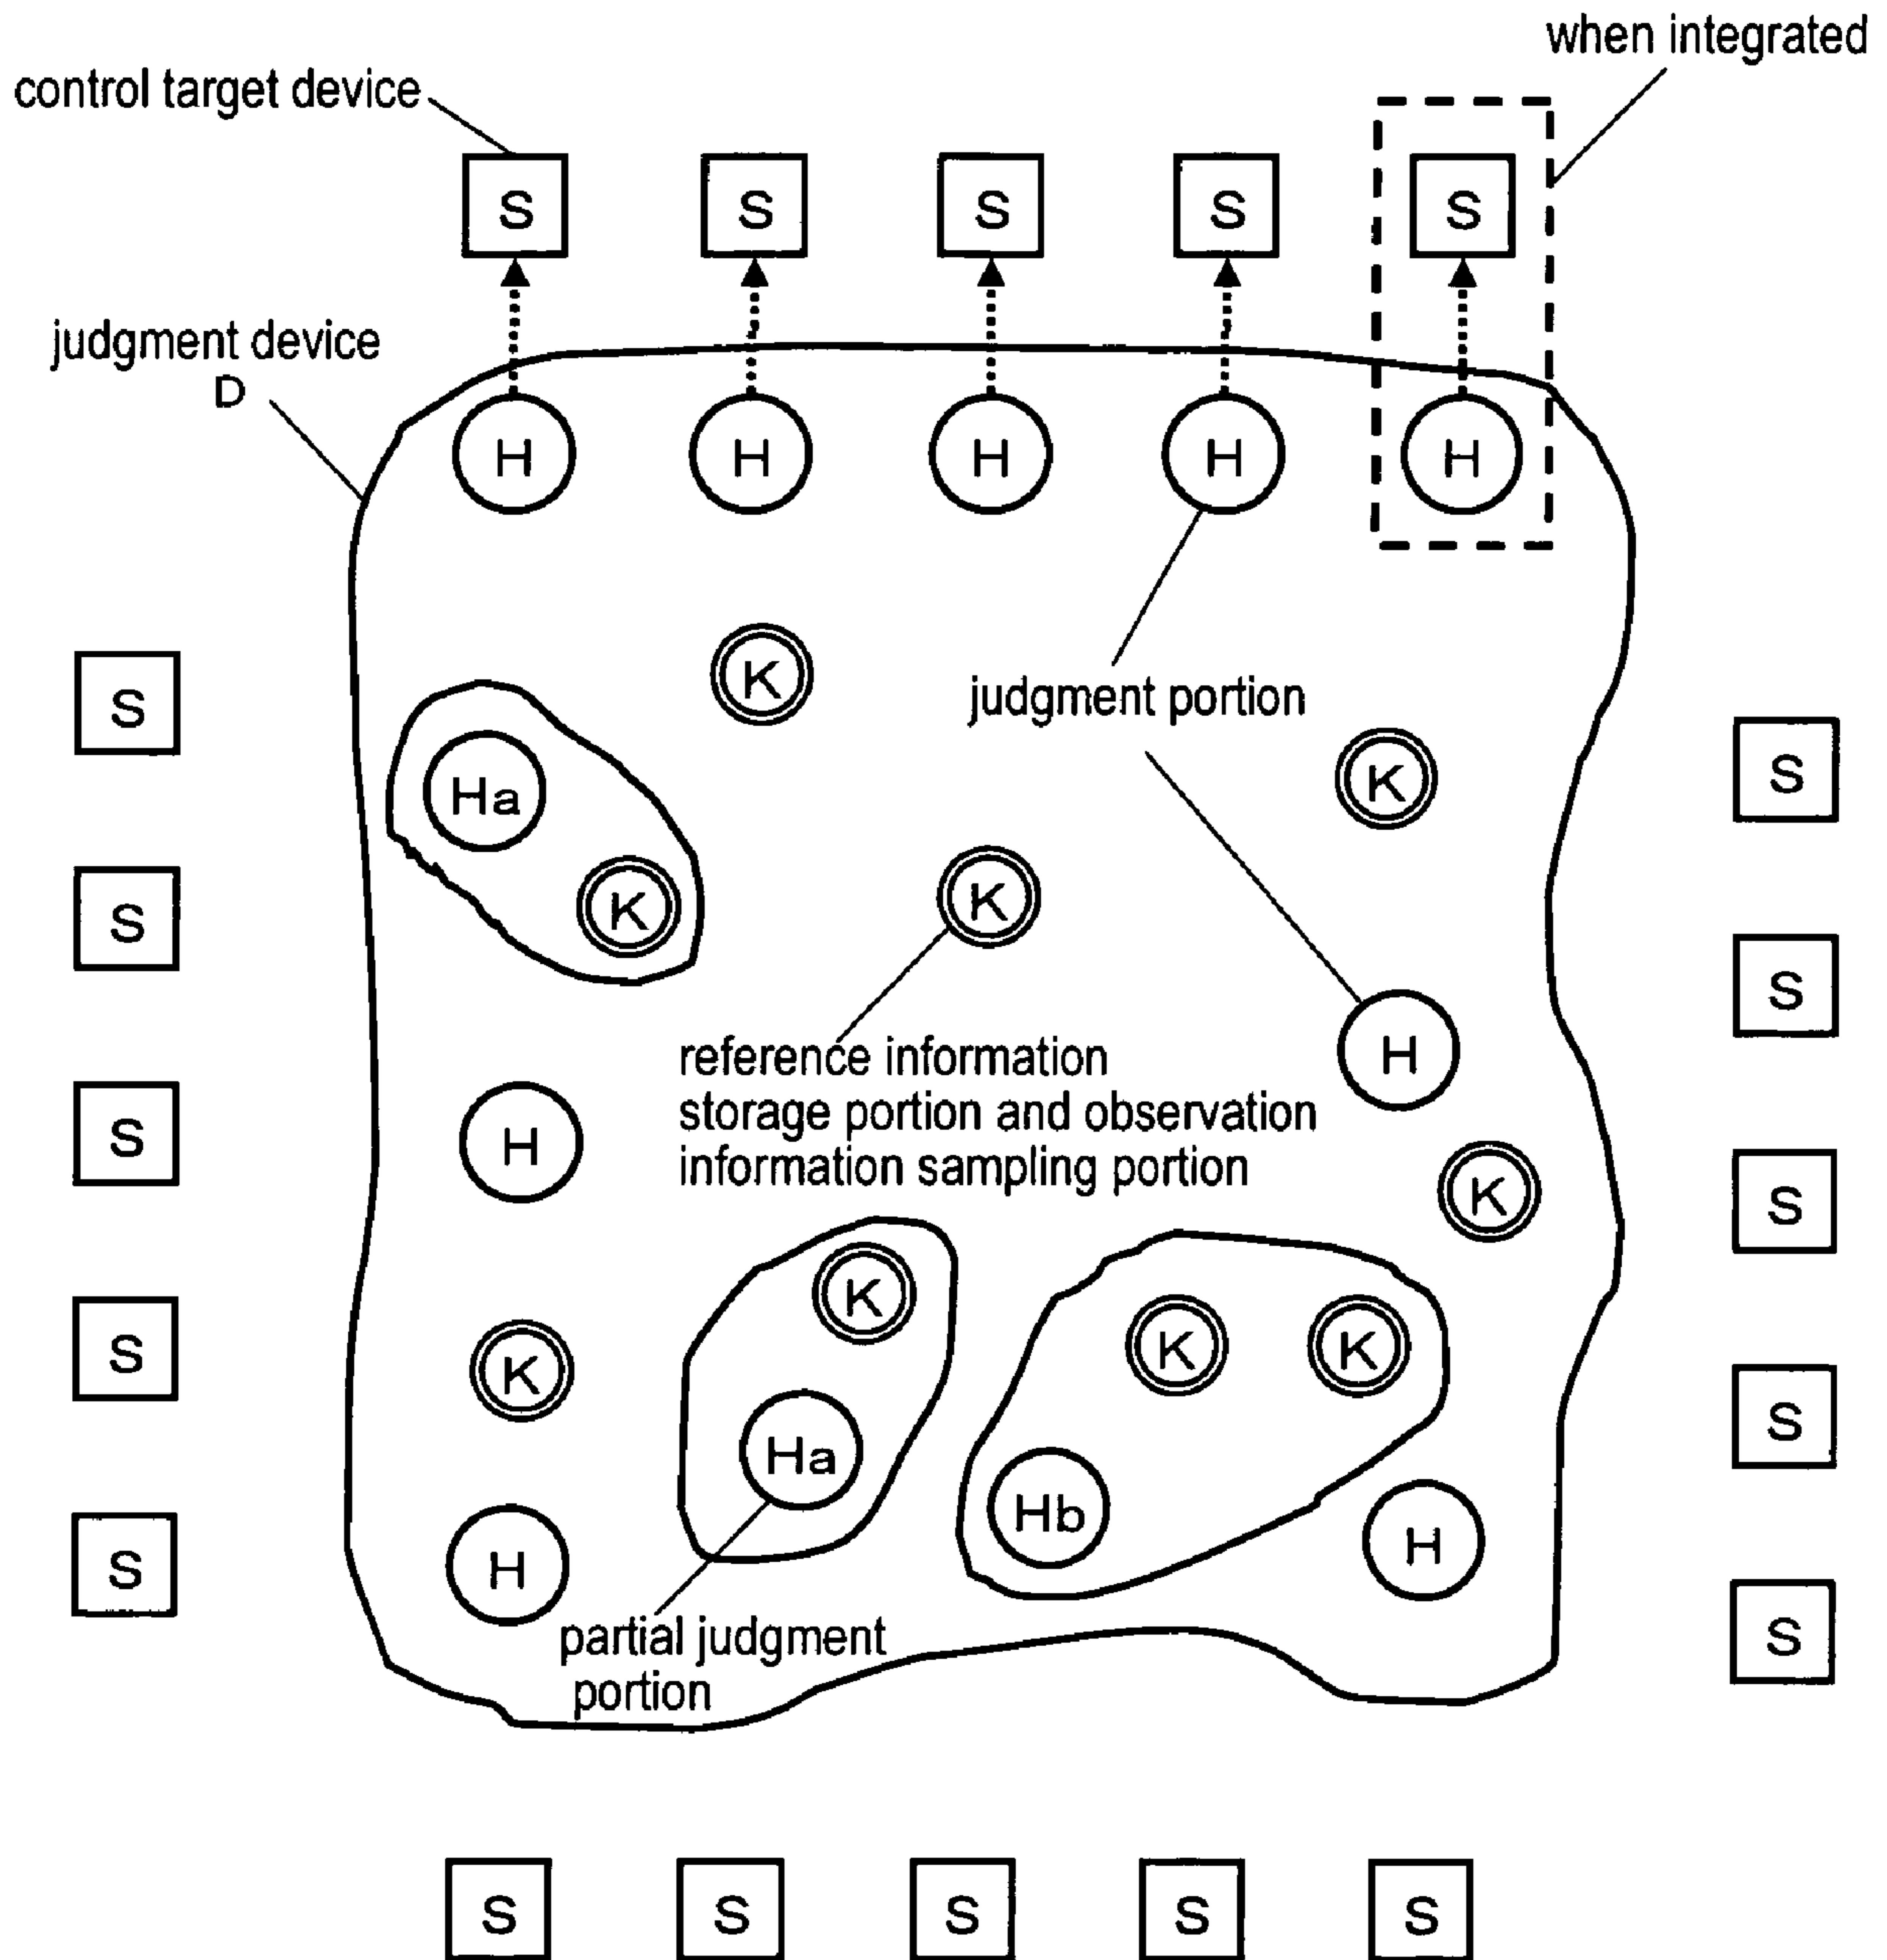 when integrated
control target device
S S S S S
judgment device
D
H H H H H
K
S
judgment portion
S
Ha
K
K
K
S
S
reference information
storage portion and observation
information sampling portion
H
S
H
K
S
K
S
K
K K
S
Ha
Hb
H
S
H
S
partial judgment
portion
S
S S S S S